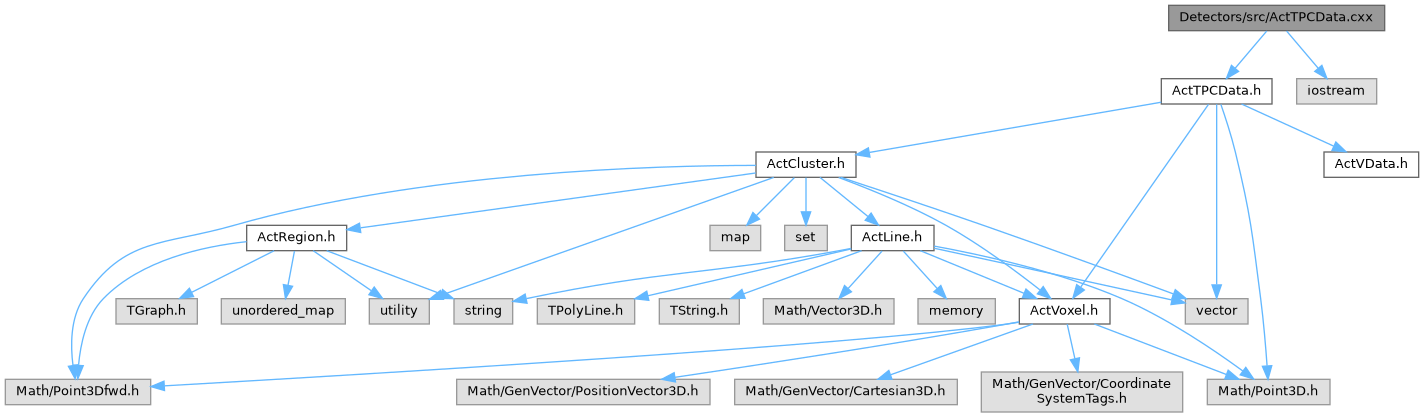 Detectors/src/ActTPCData.cxx
ActTPCData.h
iostream
ActCluster.h
ActVData.h
ActRegion.h
map
set
ActLine.h
TGraph.h
unordered_map
utility
string
TPolyLine.h
TString.h
Math/Vector3D.h
memory
ActVoxel.h
vector
Math/Point3Dfwd.h
Math/GenVector/PositionVector3D.h
Math/GenVector/Cartesian3D.h
Math/GenVector/Coordinate
SystemTags.h
Math/Point3D.h